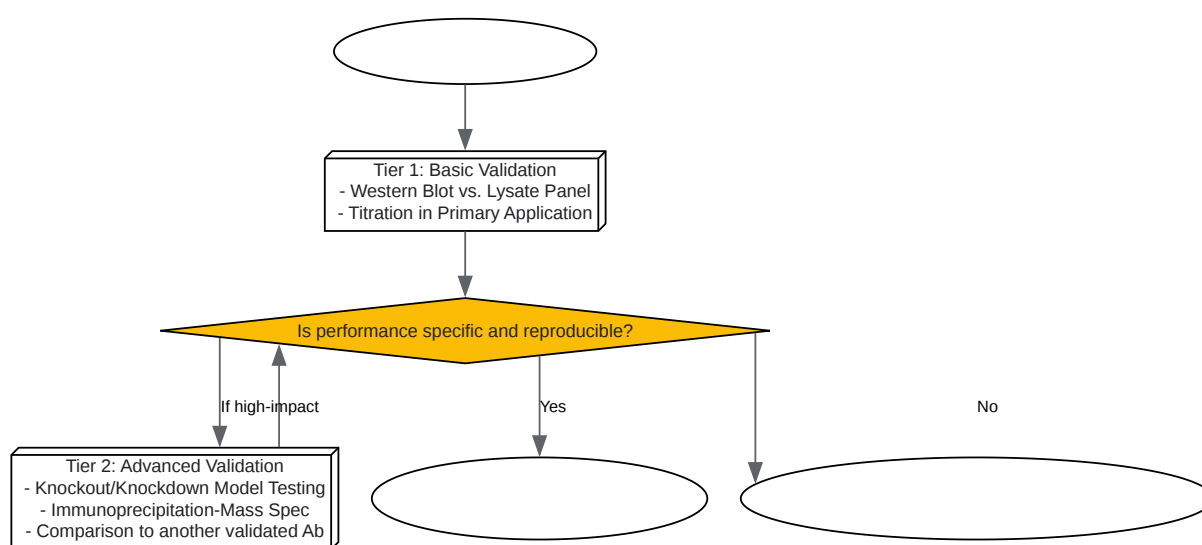 Tier 1: Basic Validation
- Western Blot vs. Lysate Panel
- Titration in Primary Application
Is performance specific and reproducible?
If high-impact
Yes
No
Tier 2: Advanced Validation
- Knockout/Knockdown Model Testing
- Immunoprecipitation-Mass Spec
- Comparison to another validated Ab